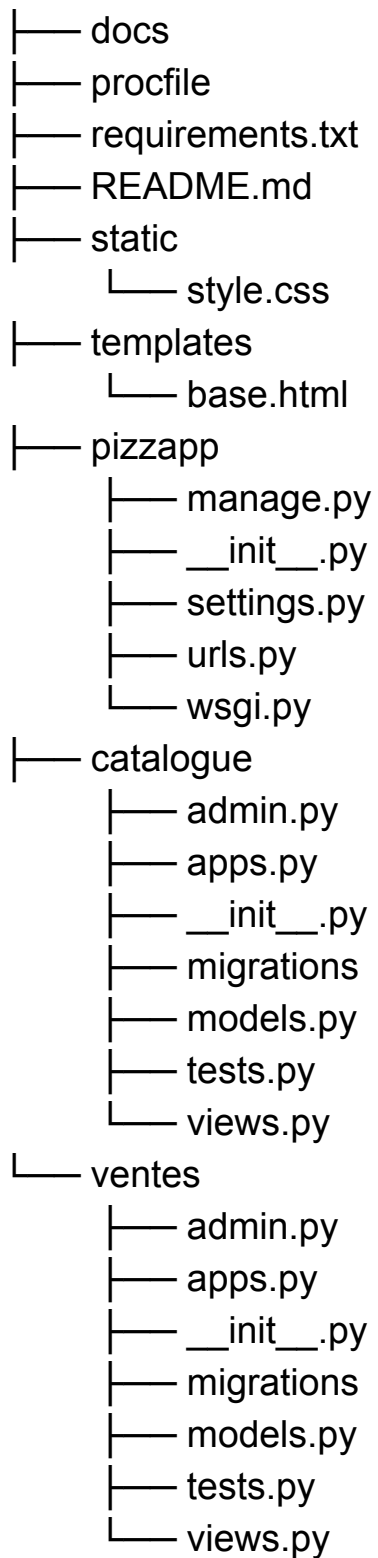 ├── docs
├── procfile
├── requirements.txt
├── README.md
├── static
    └── style.css
├── templates
    └── base.html
├── pizzapp
    ├── manage.py
    ├── __init__.py
    ├── settings.py
    ├── urls.py
    └── wsgi.py
├── catalogue
    ├── admin.py
    ├── apps.py
    ├── __init__.py
    ├── migrations
    ├── models.py
    ├── tests.py
    └── views.py
└── ventes
    ├── admin.py
    ├── apps.py
    ├── __init__.py
    ├── migrations
    ├── models.py
    ├── tests.py
    └── views.py